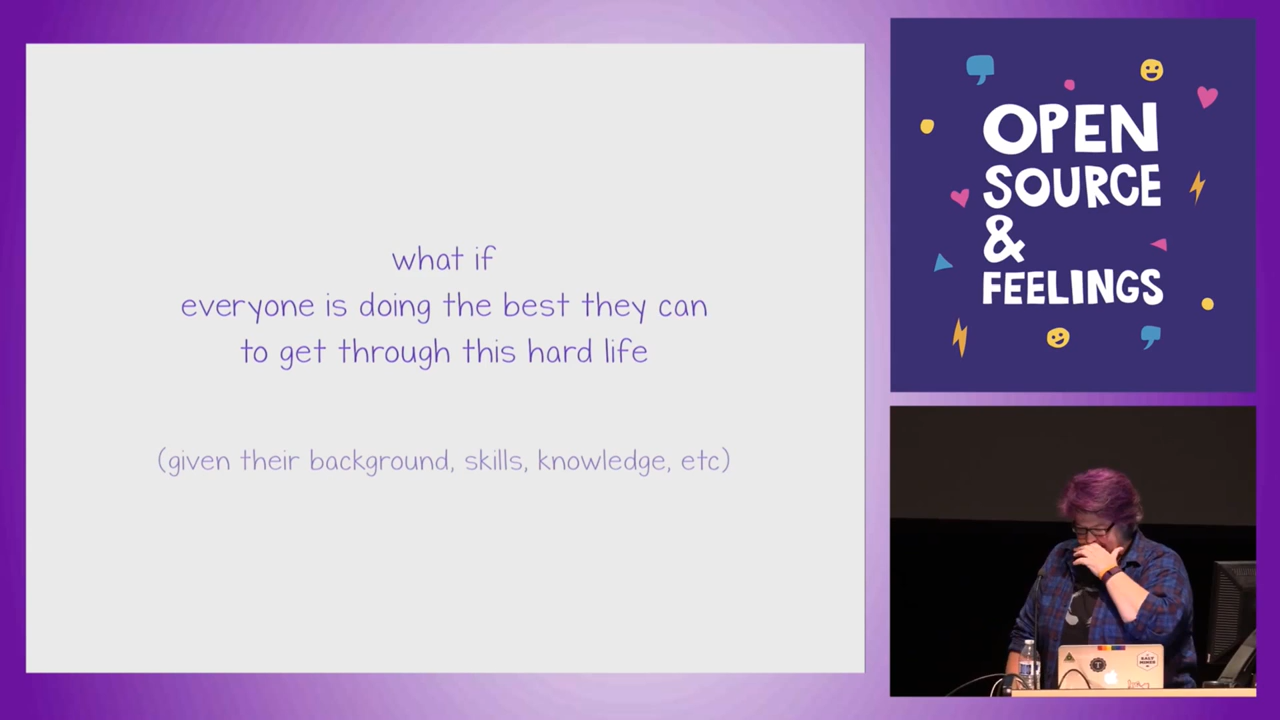 what if
everyone is doing the best they can
to get through this hard life
(given their background, skills, knowledge, etc)
OPEN
SOURCE
&
FEELINGS